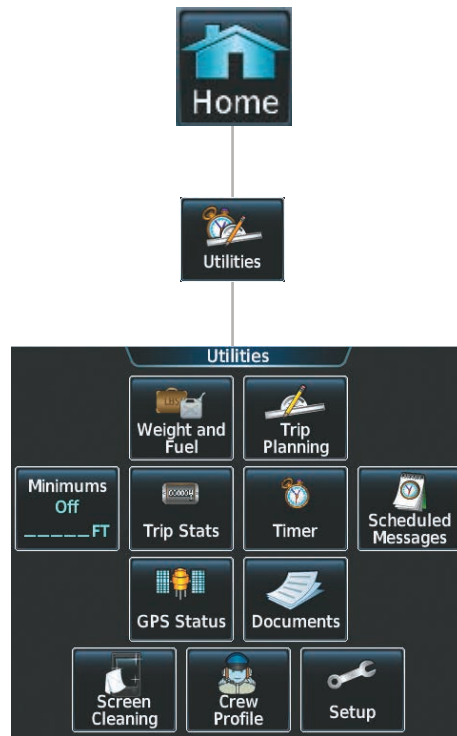 Home
Utilities
Utilities
Weight and
Fuel
Trip
Planning
Minimums
Off
_____FT
Trip Stats
Timer
Scheduled
Messages
GPS Status
Documents
Screen
Cleaning
Crew
Profile
Setup